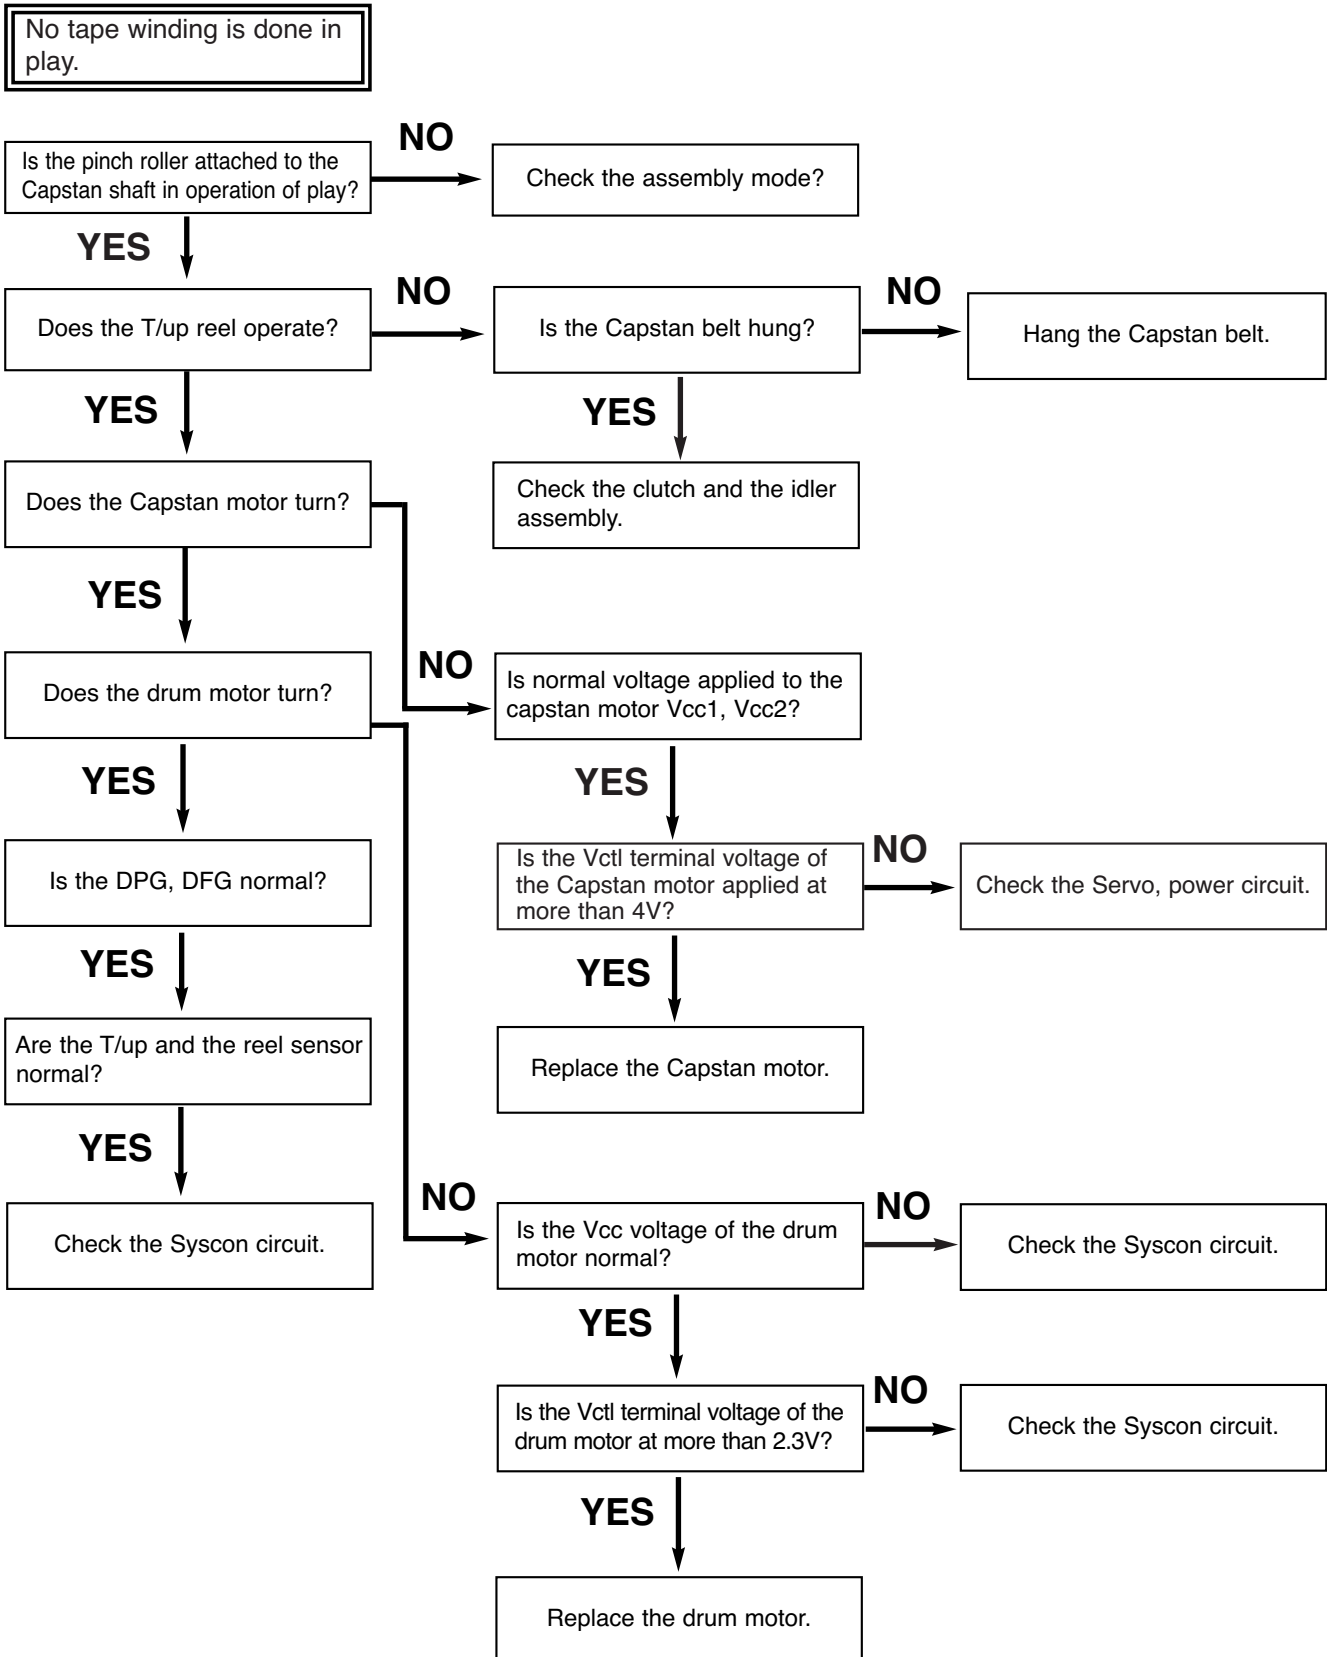 No tape winding is done in
play.
NO
Is the pinch roller attached to the
Capstan shaft in operation of play?
Check the assembly mode?
YES
NO
NO
Does the T/up reel operate?
Is the Capstan belt hung?
Hang the Capstan belt.
YES
YES
Does the Capstan motor turn?
Check the clutch and the idler
assembly.
YES
NO
Does the drum motor turn?
Is normal voltage applied to the
capstan motor Vcc1, Vcc2?
YES
YES
NO
Is the DPG, DFG normal?
Is the Vctl terminal voltage of
the Capstan motor applied at
more than 4V?
Check the Servo, power circuit.
YES
YES
Are the T/up and the reel sensor
normal?
Replace the Capstan motor.
YES
NO
NO
Check the Syscon circuit.
Is the Vcc voltage of the drum
motor normal?
Check the Syscon circuit.
YES
NO
Is the Vctl terminal voltage of the
drum motor at more than 2.3V?
Check the Syscon circuit.
YES
Replace the drum motor.